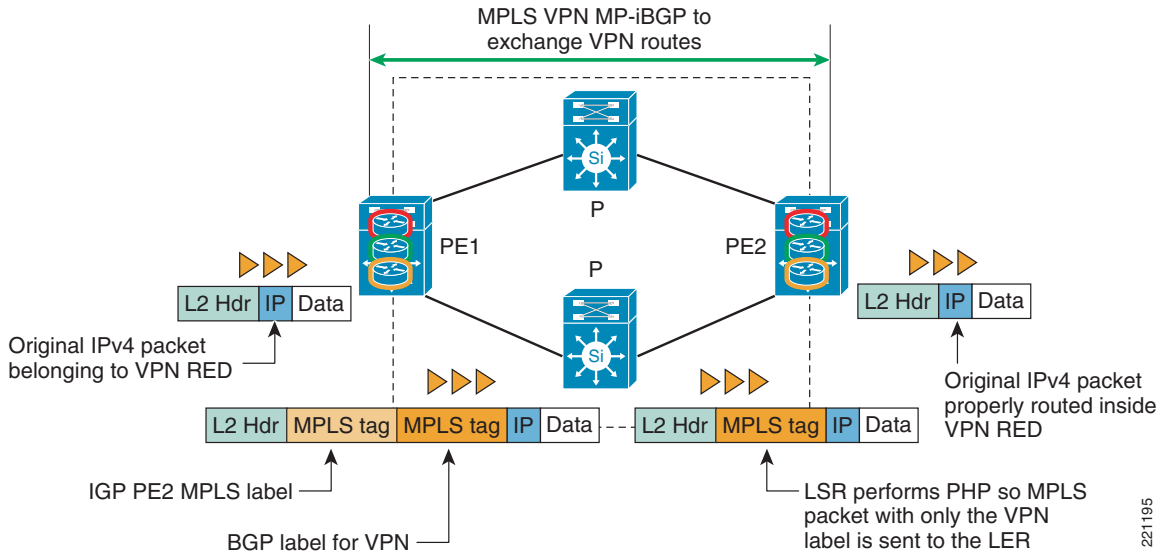 MPLS VPN MP-iBGP to
exchange VPN routes
Si
P
PE1
PE2
P
Si
L2 Hdr IP Data
L2 Hdr IP Data
Original IPv4 packet
belonging to VPN RED
Original IPv4 packet
properly routed inside
VPN RED
L2 Hdr MPLS tag MPLS tag IP Data
L2 Hdr MPLS tag IP Data
IGP PE2 MPLS label
BGP label for VPN
LSR performs PHP so MPLS
packet with only the VPN
label is sent to the LER
221195